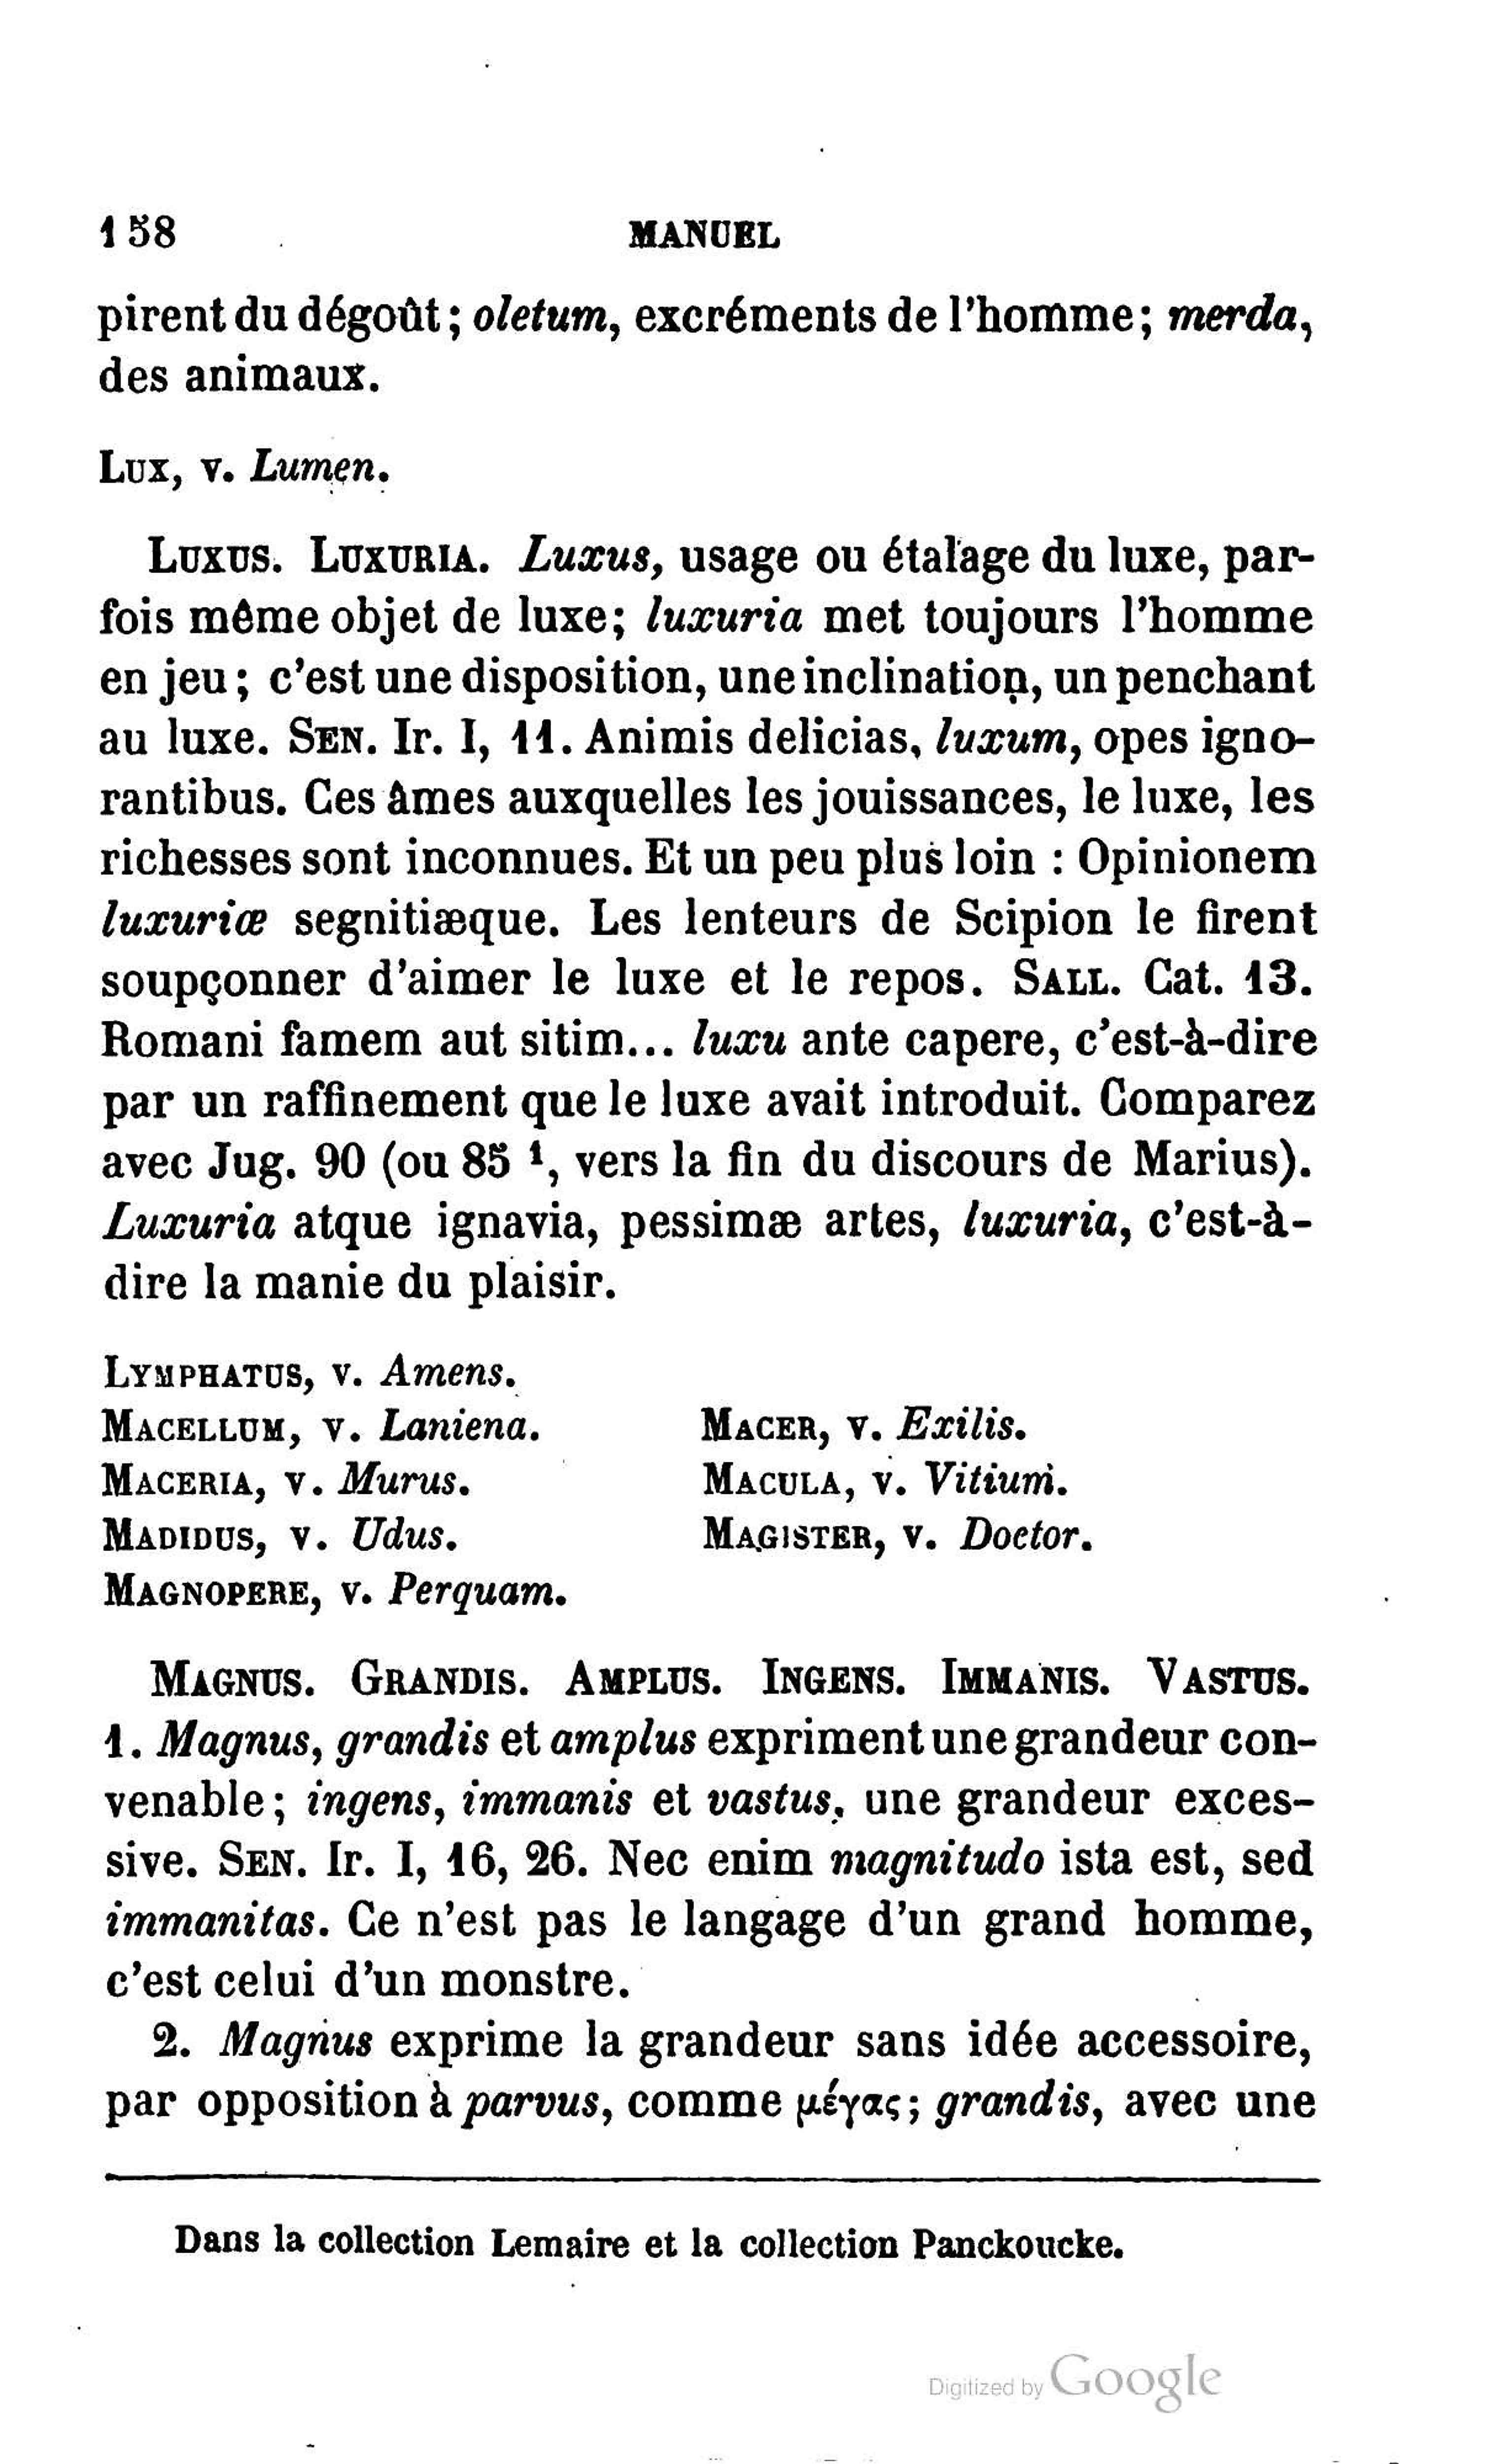 158 MANUEL
pirent du dégoût ; oletum, excréments de l'homme ; merda,
des animaux.
LUX, v. Lumen.
LUXUS. LUXURIA. Luxus, usage ou étalage du luxe, par-
fois même objet de luxe ; luxuria met toujours l'homme
en jeu ; c'est une disposition, une inclination, un penchant
au luxe. SEN. Ir. I, 11. Animis delicias, luxum, opes igno-
rantibus. Ces âmes auxquelles les jouissances, le luxe, les
richesses sont inconnues. Et un peu plus loin : Opinionem
luxuriæ segnitiæque. Les lenteurs de Scipion le firent
soupçonner d'aimer le luxe et le repos. SALL. Cat. 13.
Romani famem aut sitim... luxu ante capere, c'est-à-dire
par un raffinement que le luxe avait introduit. Comparez
avec Jug. 90 (ou 85 ¹, vers la fin du discours de Marius).
Luxuria atque ignavia, pessimæ artes, luxuria, c'est-à-
dire la manie du plaisir.
LYMPHATUS, v. Amens.
MACELLUM, v. Laniena. MACER, v. Exilis.
MACERIA, v. Murus. MACULA, v. Vitium.
MADIDUS, v. Udus. MAGISTER, v. Doctor.
MAGNOPERE, v. Perquam.
MAGNUS. GRANDIS. AMPLUS. INGENS. IMMANIS. VASTUS.
1. Magnus, grandis et amplus expriment une grandeur con-
venable ; ingens, immanis et vastus, une grandeur exces-
sive. SEN. Ir. I, 16, 26. Nec enim magnitudo ista est, sed
immanitas. Ce n'est pas le langage d'un grand homme,
c'est celui d'un monstre.
2. Magnus exprime la grandeur sans idée accessoire,
par opposition à parvus, comme μέγας ; grandis, avec une
Dans la collection Lemaire et la collection Panckoucke.
Digitized by Google